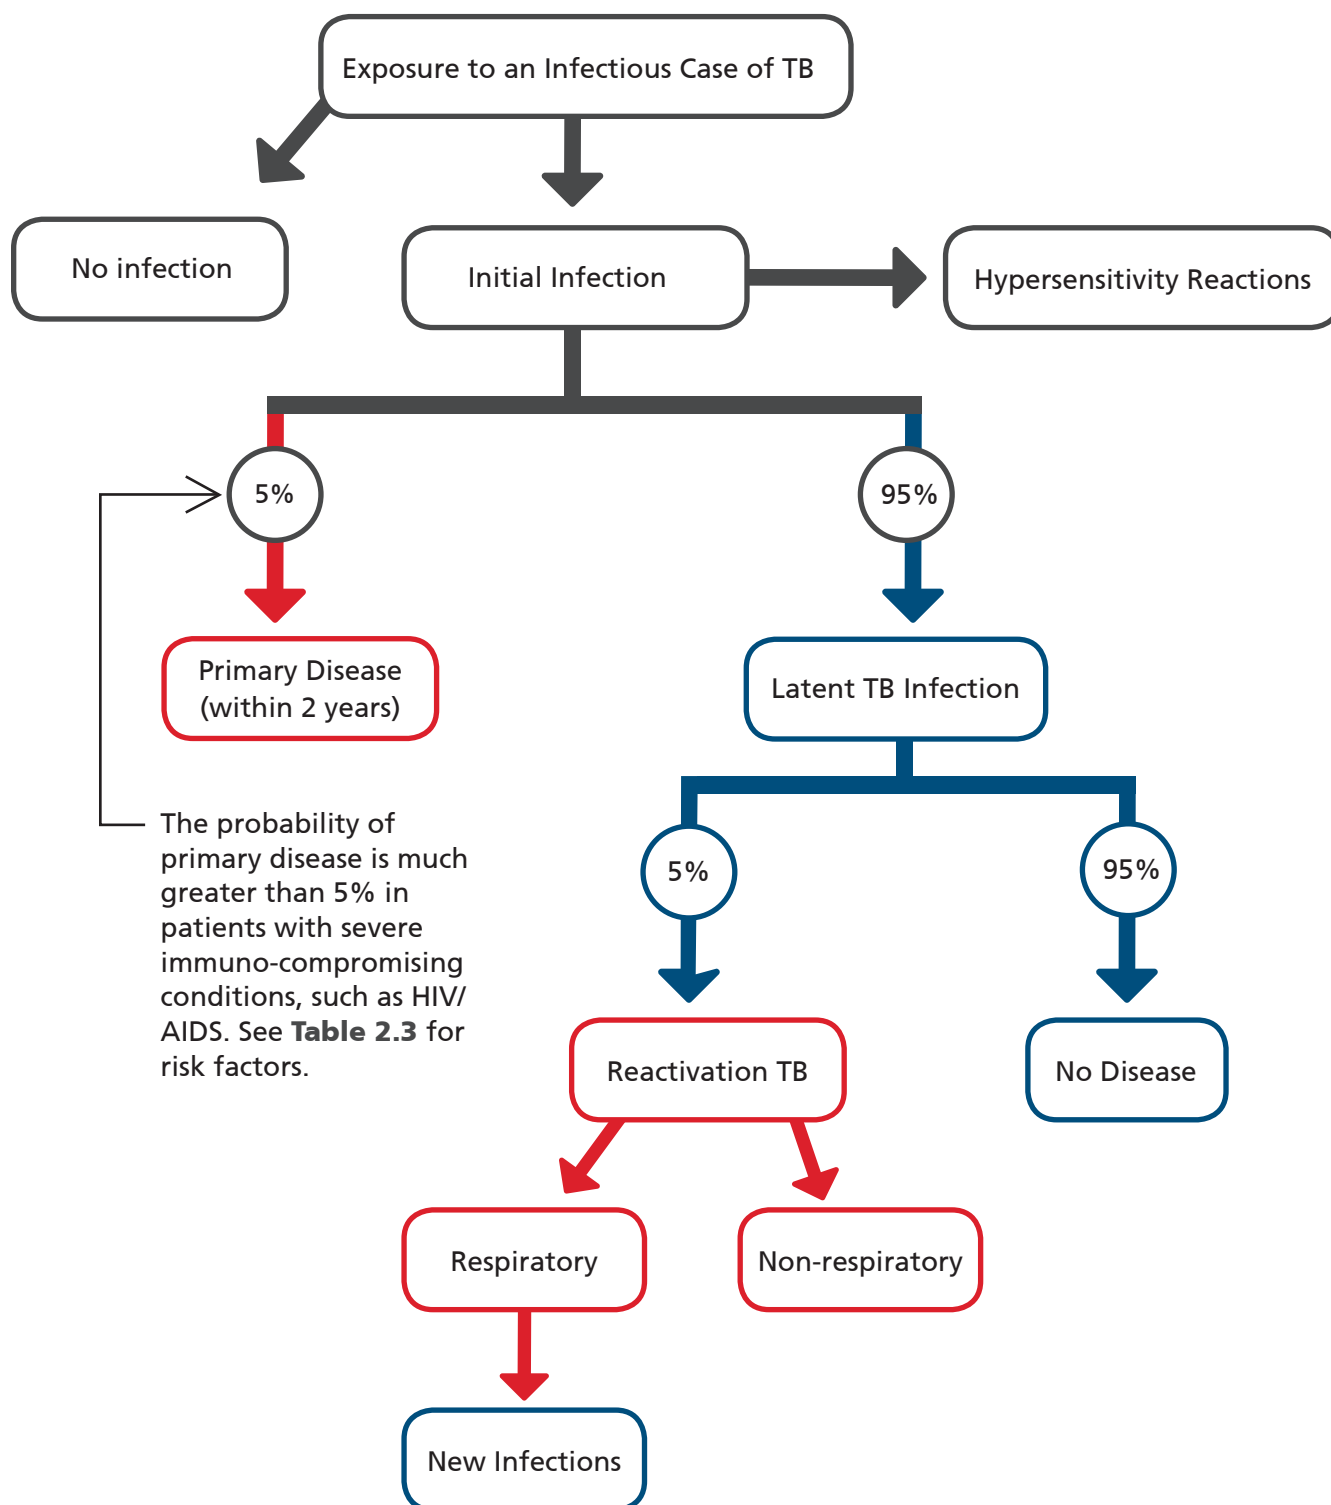 Exposure to an Infectious Case of TB
No infection
Initial Infection
Hypersensitivity Reactions
5%
95%
Primary Disease
(within 2 years)
Latent TB Infection
The probability of
primary disease is much
greater than 5% in
patients with severe
immuno-compromising
conditions, such as HIV/
AIDS. See Table 2.3 for
risk factors.
5%
95%
Reactivation TB
No Disease
Respiratory
Non-respiratory
New Infections